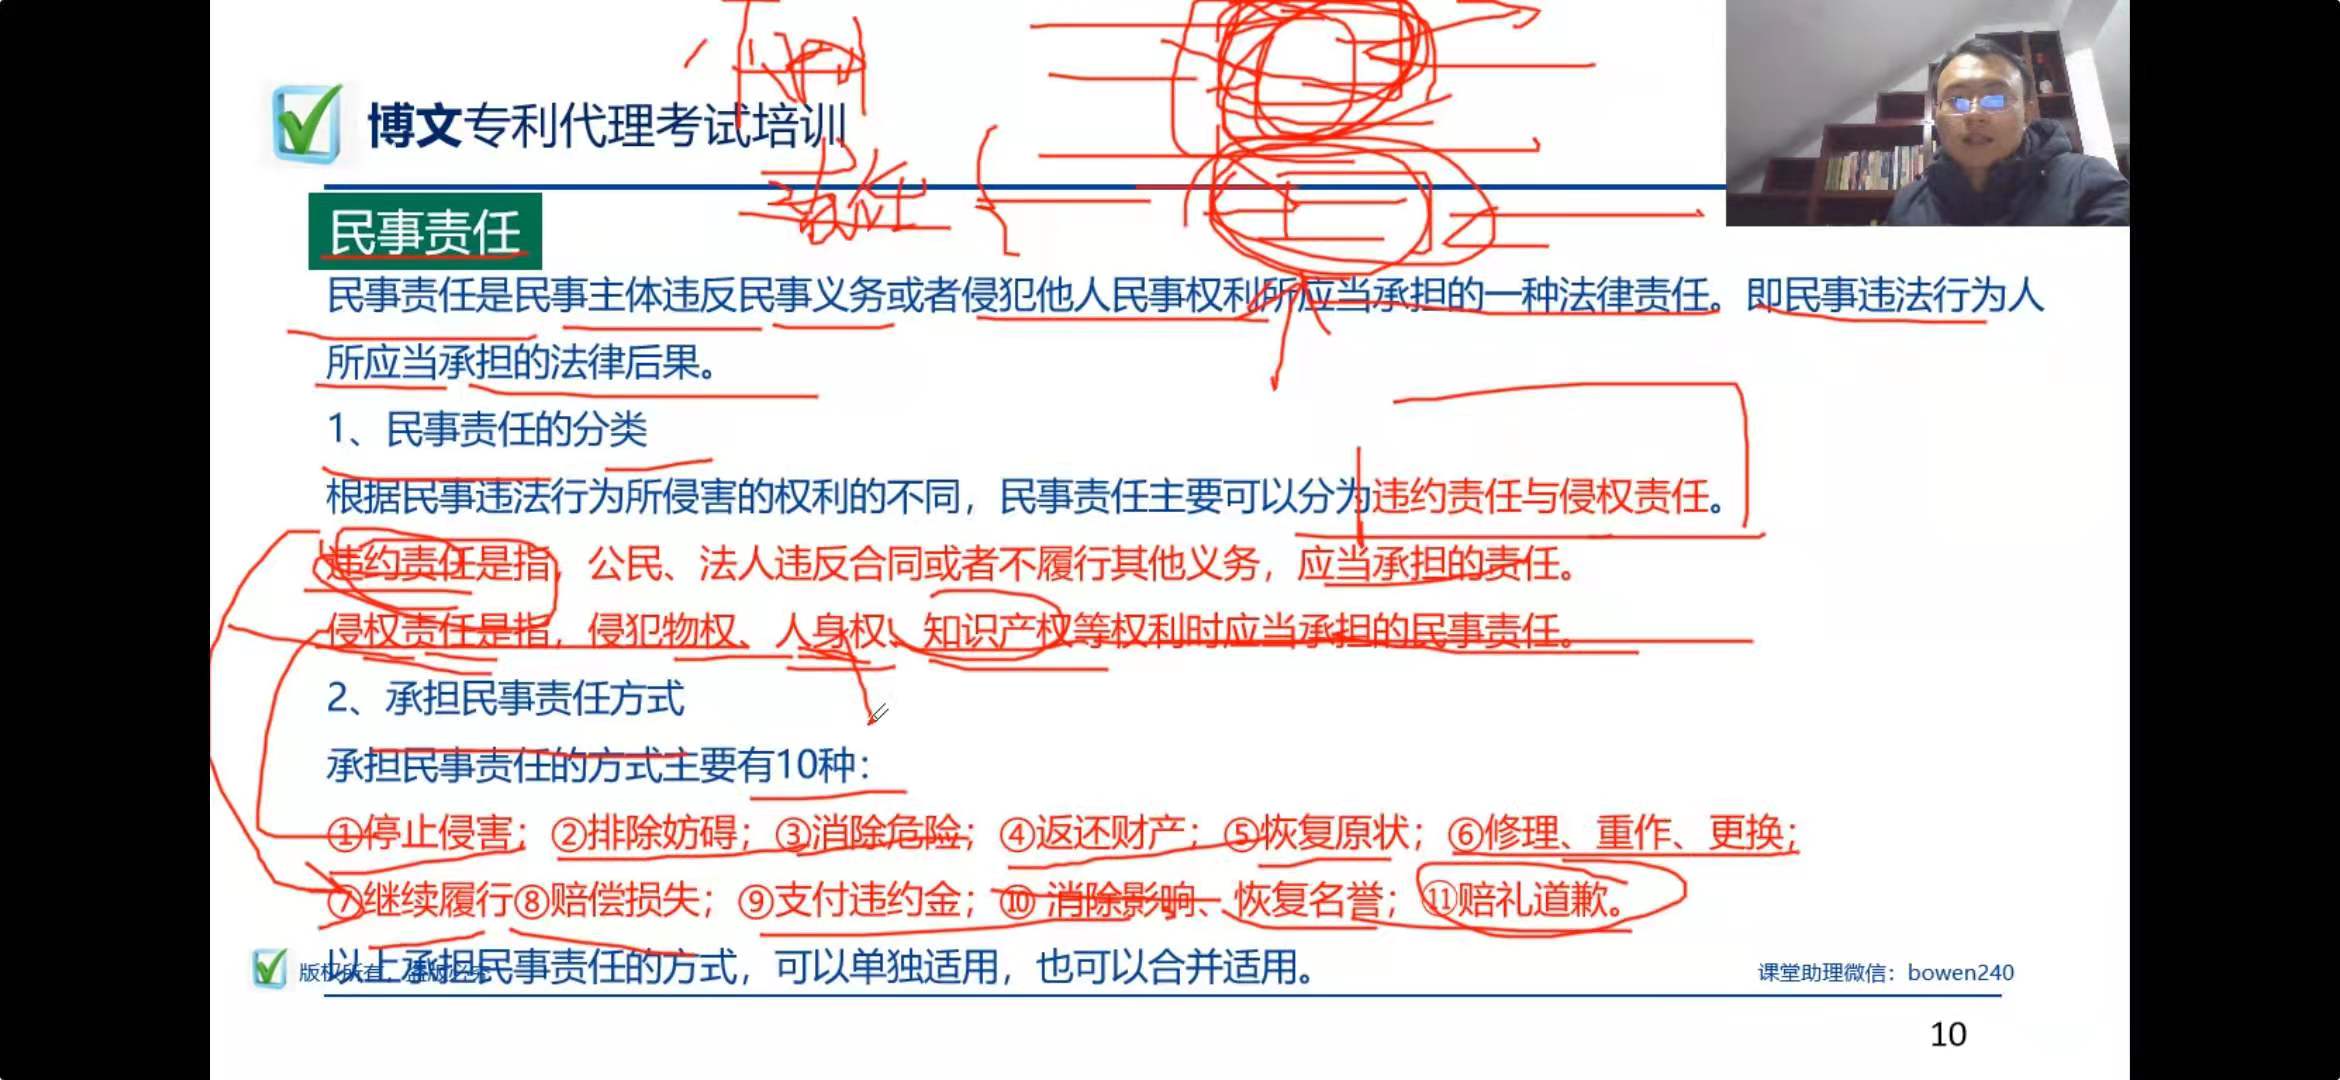 博文专利代理考试培训
责任
民事责任
民事责任是民事主体违反民事义务或者侵犯他人民事权利所应当承担的一种法律责任。即民事违法行为人
所应当承担的法律后果。
1、民事责任的分类
根据民事违法行为所侵害的权利的不同，民事责任主要可以分为违约责任与侵权责任。
违约责任是指，公民、法人违反合同或者不履行其他义务，应当承担的责任。
侵权责任是指，侵犯物权、人身权、知识产权等权利时应当承担的民事责任。
2、承担民事责任方式
承担民事责任的方式主要有10种：
①停止侵害；②排除妨碍；③消除危险；④返还财产；⑤恢复原状；⑥修理、重作、更换；
⑦继续履行⑧赔偿损失；⑨支付违约金；⑩ 消除影响、恢复名誉；⑪赔礼道歉。
以上承担民事责任的方式，可以单独适用，也可以合并适用。
版权所有，盗版必究
课堂助理微信：bowen240
10